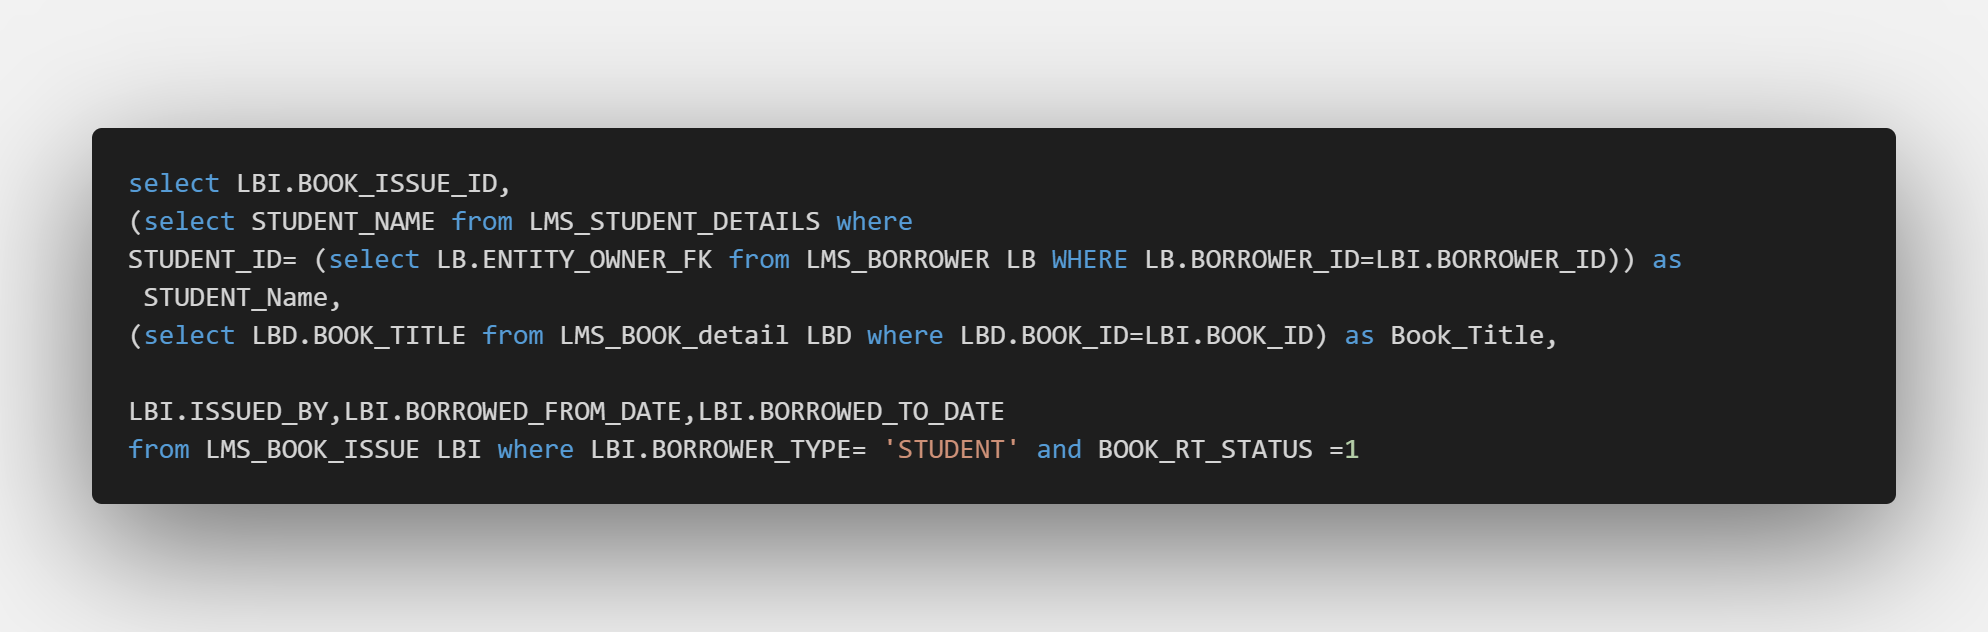 select LBI.BOOK_ISSUE_ID,
(select STUDENT_NAME from LMS_STUDENT_DETAILS where
STUDENT_ID= (select LB.ENTITY_OWNER_FK from LMS_BORROWER LB WHERE LB.BORROWER_ID=LBI.BORROWER_ID)) as
 STUDENT_Name,
(select LBD.BOOK_TITLE from LMS_BOOK_detail LBD where LBD.BOOK_ID=LBI.BOOK_ID) as Book_Title,

LBI.ISSUED_BY,LBI.BORROWED_FROM_DATE,LBI.BORROWED_TO_DATE
from LMS_BOOK_ISSUE LBI where LBI.BORROWER_TYPE= 'STUDENT' and BOOK_RT_STATUS =1